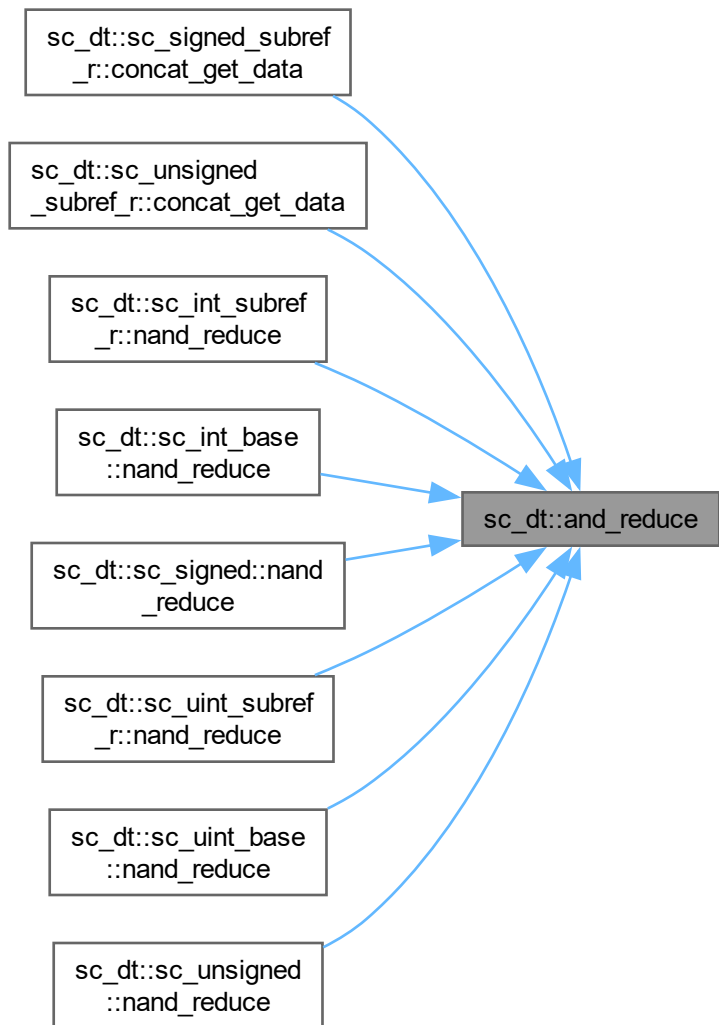 sc_dt::sc_signed_subref
_r::concat_get_data
sc_dt::sc_unsigned
_subref_r::concat_get_data
sc_dt::sc_int_subref
_r::nand_reduce
sc_dt::sc_int_base
::nand_reduce
sc_dt::and_reduce
sc_dt::sc_signed::nand
_reduce
sc_dt::sc_uint_subref
_r::nand_reduce
sc_dt::sc_uint_base
::nand_reduce
sc_dt::sc_unsigned
::nand_reduce